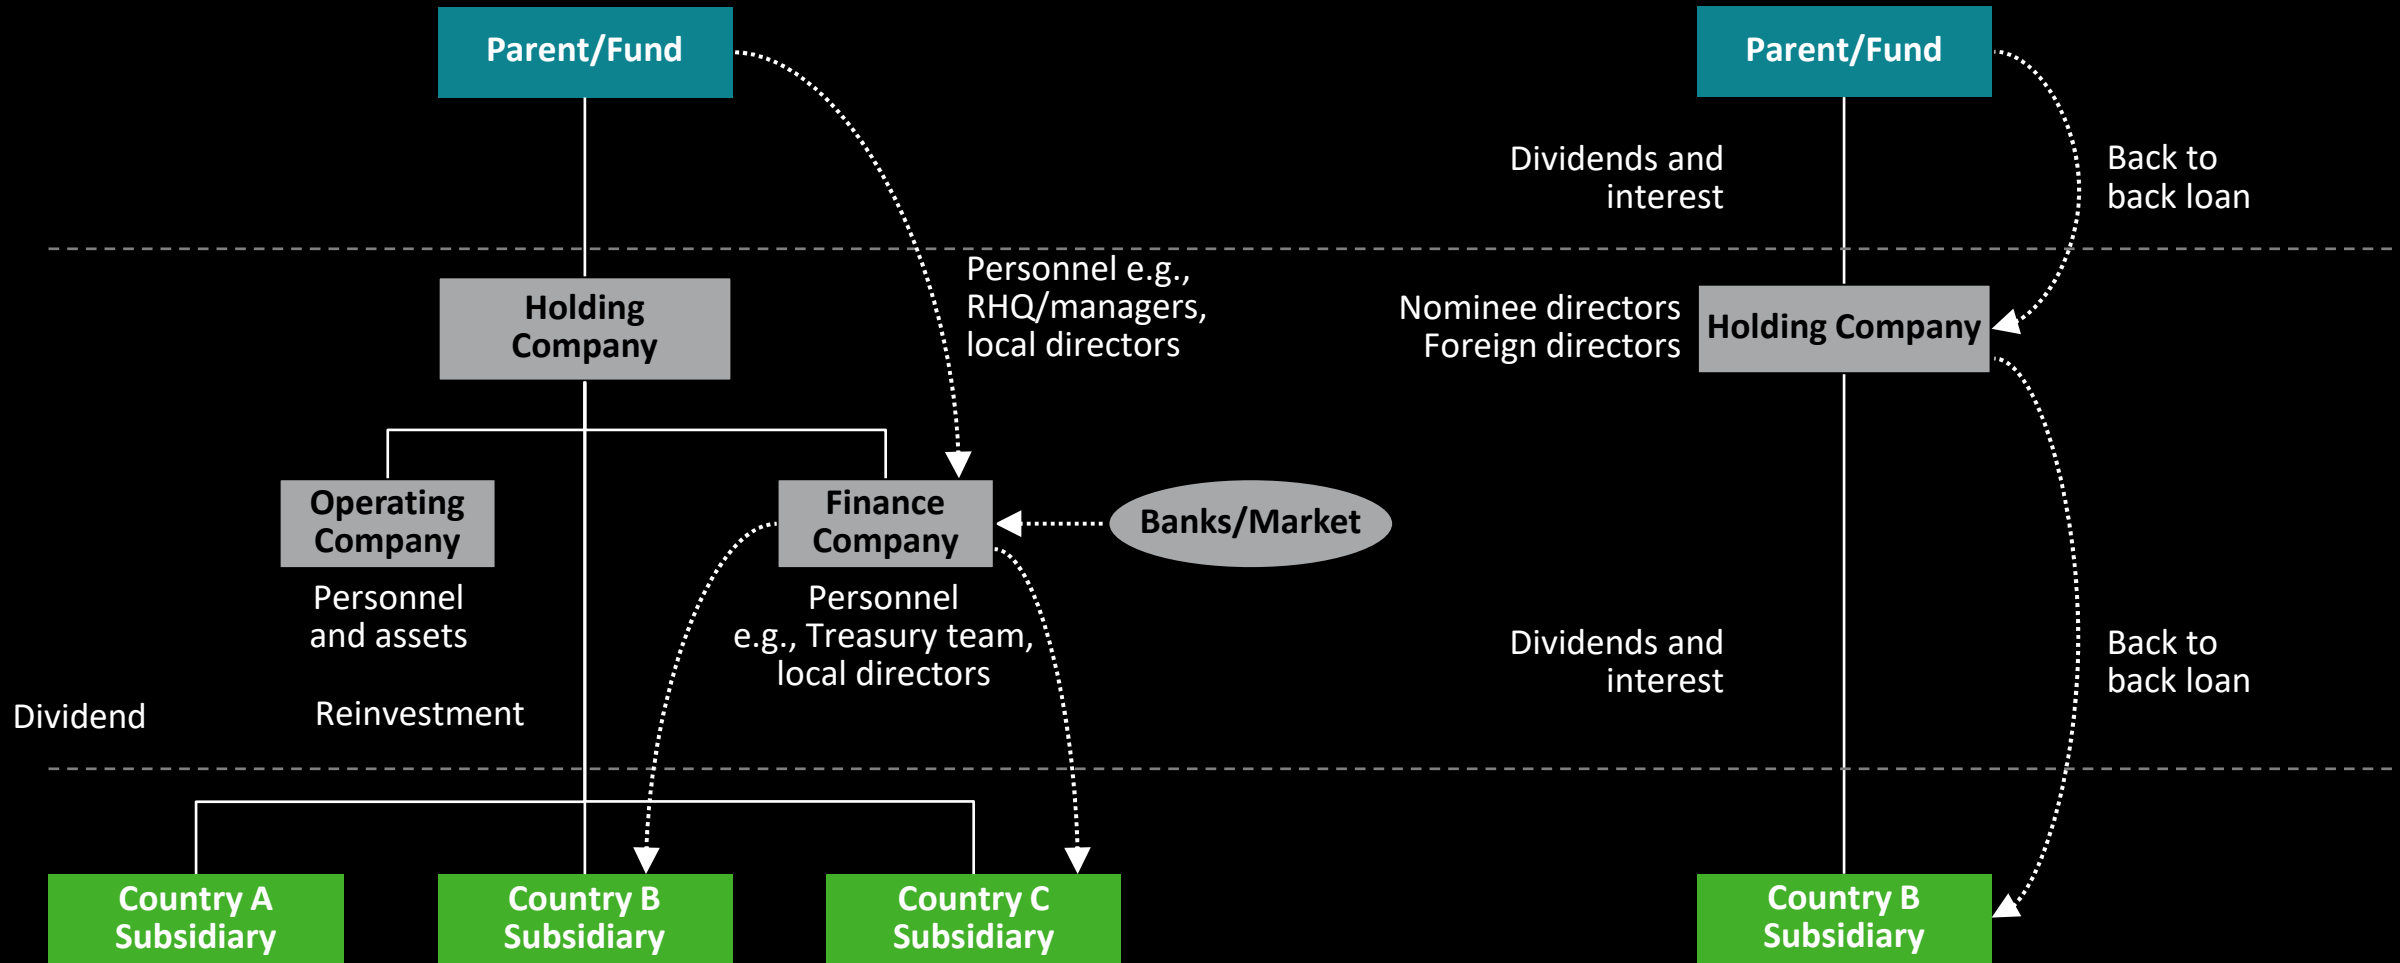 Parent/Fund
Holding
Company
Personnel e.g.,
RHQ/managers,
local directors
Operating
Company
Personnel
and assets
Finance
Company
Personnel
e.g., Treasury team,
local directors
Banks/Market
Dividend
Reinvestment
Country A
Subsidiary
Country B
Subsidiary
Country C
Subsidiary
Parent/Fund
Dividends and
interest
Back to
back loan
Nominee directors
Foreign directors
Holding Company
Dividends and
interest
Back to
back loan
Country B
Subsidiary